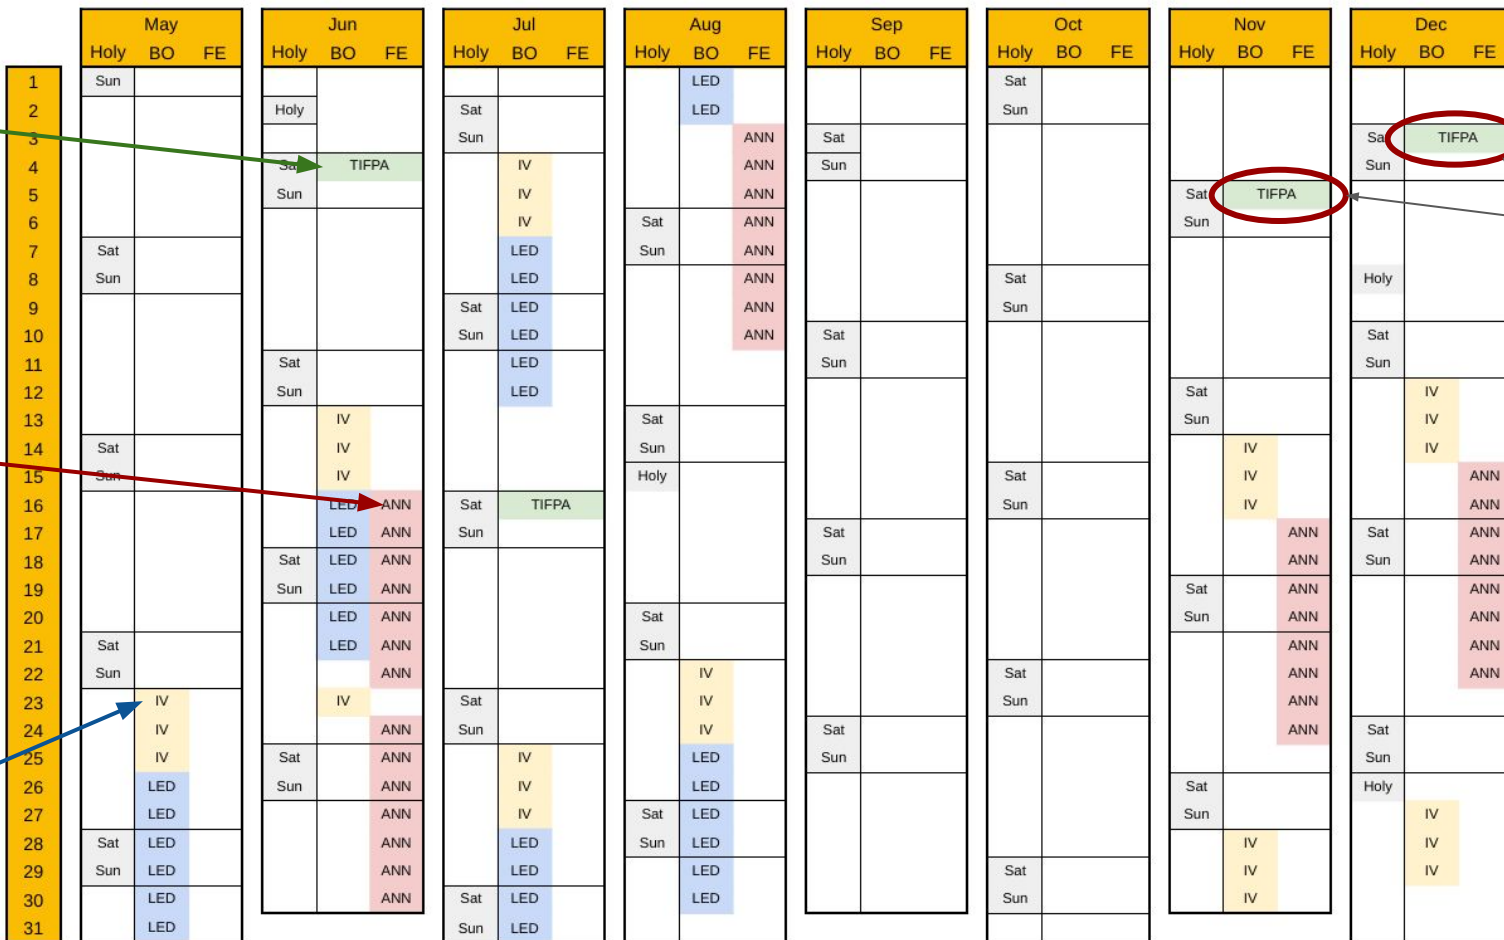 May Jun Jul Aug Sep Oct Nov Dec
Holy BO FE Holy BO FE Holy BO FE Holy BO FE Holy BO FE Holy BO FE Holy BO FE Holy BO FE
1 Sun LED Sat
2 Holy Sat LED Sun
3 Sun ANN Sat Sat TIFPA
4 Sat TIFPA IV ANN Sun Sun
5 Sun IV ANN Sat TIFPA
6 IV Sat ANN Sun
7 Sat LED Sun ANN
8 Sun LED ANN Sat Holy
9 Sat LED ANN Sun
10 Sun LED ANN Sat Sat
11 Sat LED Sun Sun
12 Sun LED Sat IV
13 IV Sat Sun IV
14 Sat IV Sun IV IV
15 Sun IV Holy Sat IV ANN
16 LED ANN Sat TIFPA Sun IV ANN
17 LED ANN Sun Sat ANN Sat ANN
18 Sat LED ANN Sun ANN Sun ANN
19 Sun LED ANN Sat ANN ANN
20 LED ANN Sat Sun ANN ANN
21 Sat LED ANN Sun ANN ANN
22 Sun ANN IV Sat ANN ANN
23 IV IV Sat IV Sun ANN
24 IV ANN Sun IV Sat ANN Sat
25 IV Sat ANN IV LED Sun Sun
26 LED Sun ANN IV LED Sat Holy
27 LED ANN IV Sat LED Sun IV
28 Sat LED ANN LED Sun LED IV IV
29 Sun LED ANN LED LED Sat IV IV
30 LED ANN Sat LED LED Sun IV
31 LED Sun LED